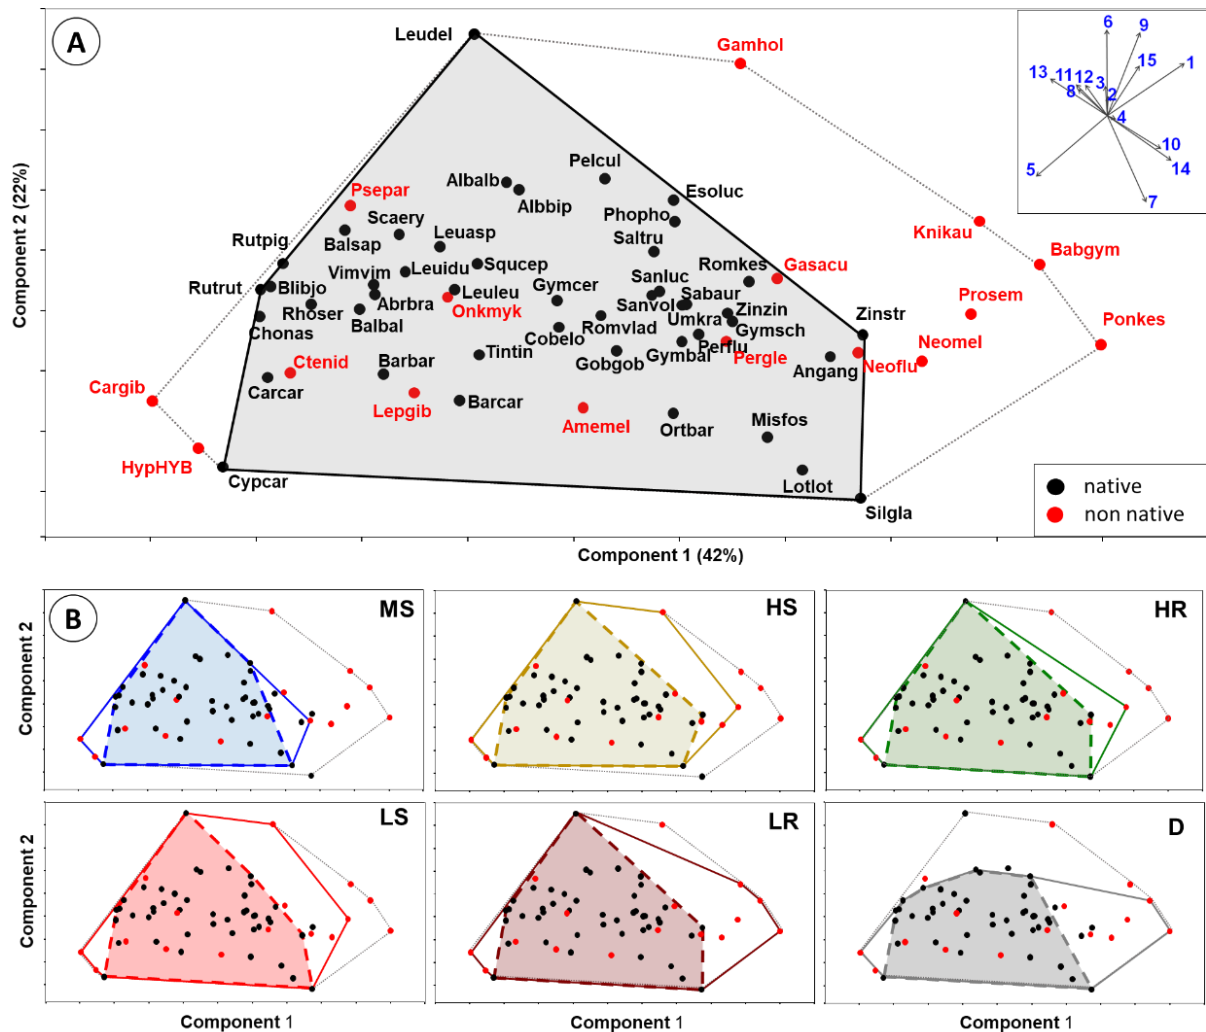 A
Leudel
Gamhol
6
9
13
11
12
3
15
1
8
2
4
10
5
14
7
Component 2 (22%)
Pelcul
Albalb
Psepar
Esoluc
Albbip
Scaery
Phopho
Knikau
Rutpig
Balsap
Leuasp
Saltru
Babgym
Vimvim
Leuidu
Squcep
Romkes
Gasacu
Rutrut
Blibjo
Sanluc
Gymcer
Prosem
Rhoser
Abrbra
Leuleu
Sanvol
Sabaur
Zinzin
Zinstr
Ponkes
Onkmyk
Umkra
Chonas
Balbal
Romvlad
Gymsch
Cobelo
Perflu
Neomel
Tintin
Gobgob
Gymbal
Pergle
Ctenid
Barbar
Angang
Neoflu
Cargib
Carcar
Lepgib
Barcar
Amemel
Ortbar
Misfos
HypHYB
Cypcar
Lotlot
Silgla
native
non native
Component 1 (42%)
B
MS
HS
HR
Component 2
LS
LR
D
Component 2
Component 1
Component 1
Component 1